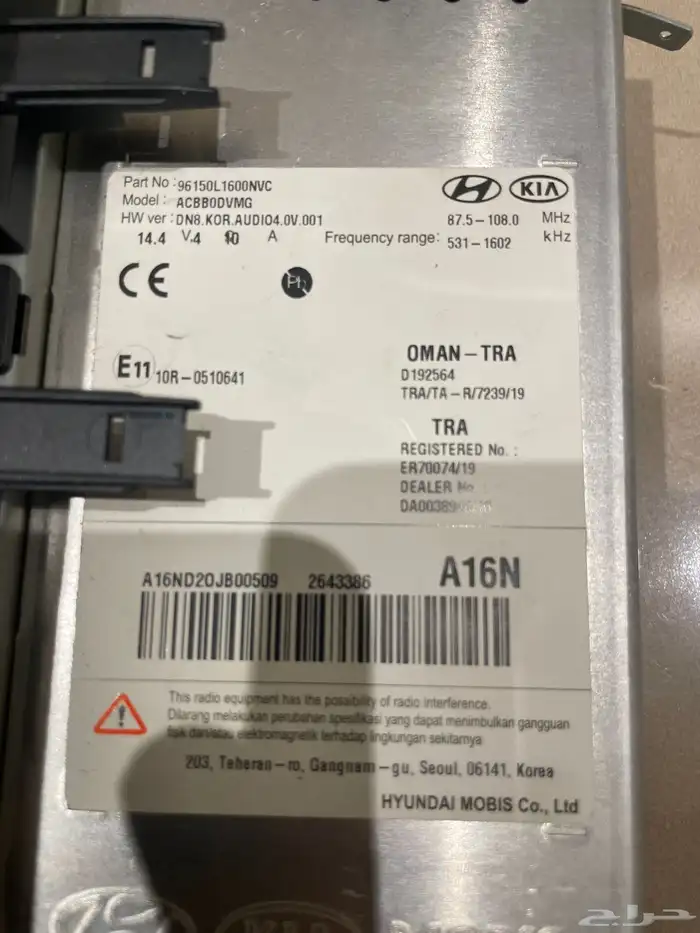 Part No : 96150L1600NVC
Model : ACBB0DVMG
HW ver : DN8.KOR.AUDIO4.0V.001
14.4 V.4 10 A
KIA
Frequency range: 87.5 - 108.0 MHz
531 - 1602 kHz
CE
Pb
E11 10R - 0510641
OMAN - TRA
D192564
TRA/TA - R/7239/19
TRA
REGISTERED No. :
ER70074/19
DEALER No
A16ND20JB00509 2643386 A16N
This radio equipment has the possibility of radio interference.
Dilarang melakukan perubahan spesifikasi yang dapat menimbulkan gangguan
fisik dan/atau elektromagnetik terhadap lingkungan sekitarnya
203, Teheran-ro, Gangnam-gu, Seoul, 06141, Korea
HYUNDAI MOBIS Co., Ltd
حراج